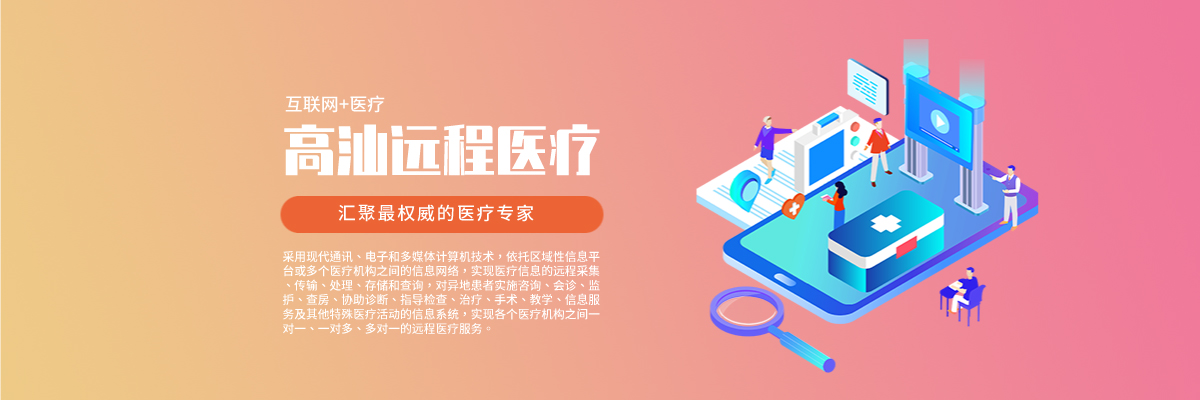 互联网+医疗
高汕远程医疗
汇聚最权威的医疗专家
采用现代通讯、电子和多媒体计算机技术，依托区域性信息平
台或多个医疗机构之间的信息网络，实现医疗信息的远程采集
、传输、处理、存储和查询，对异地患者实施咨询、会诊、监
护、查房、协助诊断、指导检查、治疗、手术、教学、信息服
务及其他特殊医疗活动的信息系统，实现各个医疗机构之间一
对一、一对多、多对一的远程医疗服务。